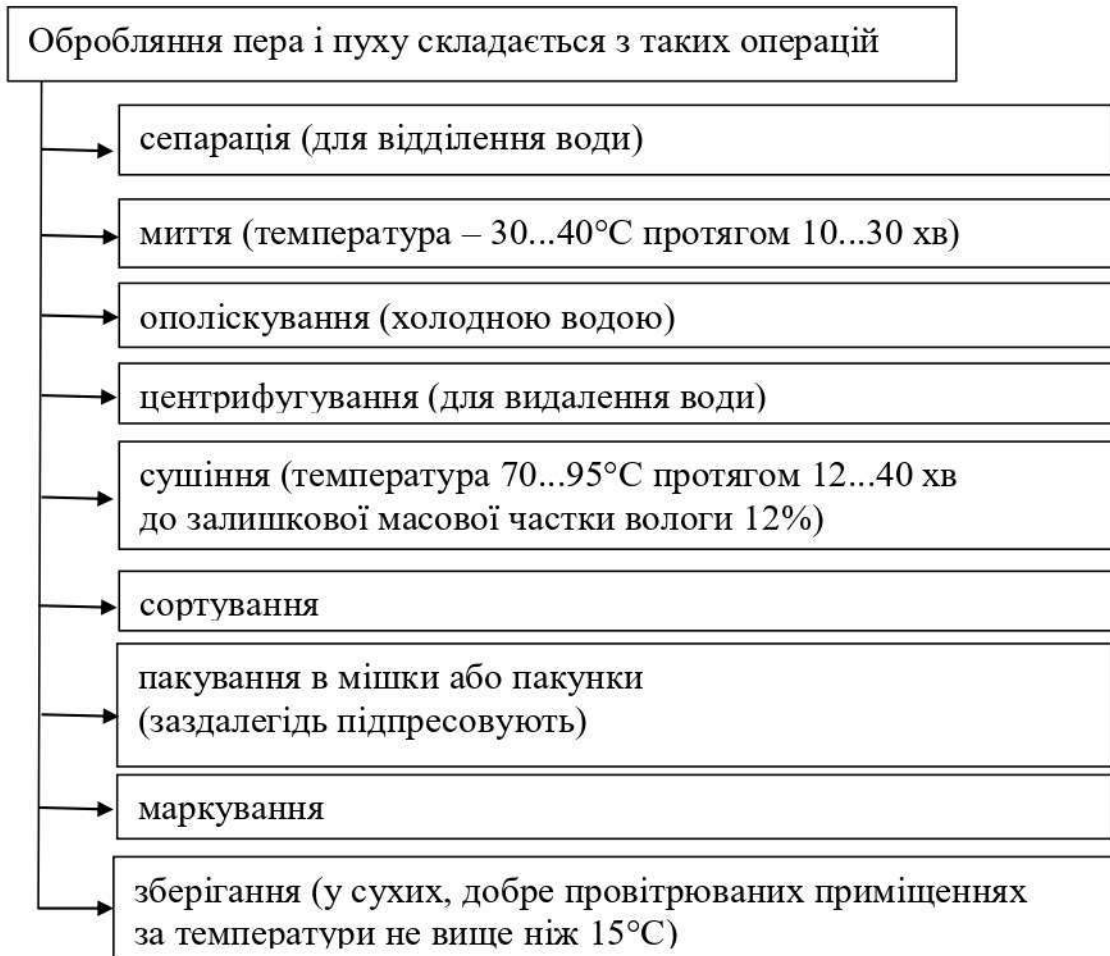 Обробляння пера і пуху складається з таких операцій
сепарація (для відділення води)
миття (температура – 30...40°С протягом 10...30 хв)
ополіскування (холодною водою)
центрифугування (для видалення води)
сушіння (температура 70...95°С протягом 12...40 хв
до залишкової масової частки вологи 12%)
сортування
пакування в мішки або пакунки
(заздалегідь підпресовують)
маркування
зберігання (у сухих, добре провітрюваних приміщеннях
за температури не вище ніж 15°С)